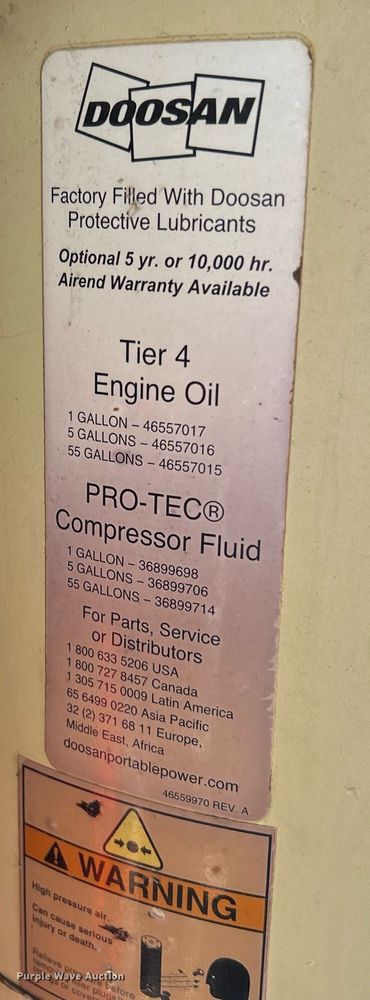 DOOSAN
Factory Filled With Doosan
Protective Lubricants
Optional 5 yr. or 10,000 hr.
Airend Warranty Available
Tier 4
Engine Oil
1 GALLON – 46557017
5 GALLONS – 46557016
55 GALLONS – 46557015
PRO-TEC®
Compressor Fluid
1 GALLON – 36899698
5 GALLONS – 36899706
55 GALLONS – 36899714
For Parts, Service
or Distributors
1 800 633 5206 USA
1 800 727 8457 Canada
1 305 715 0009 Latin America
65 6499 0220 Asia Pacific
32 (2) 371 68 11 Europe,
Middle East, Africa
doosanportablepower.com
46559970 REV. A
WARNING
High pressure air.
Can cause serious
injury or death.
Relieve before
filler
or
Purple Wave Auction